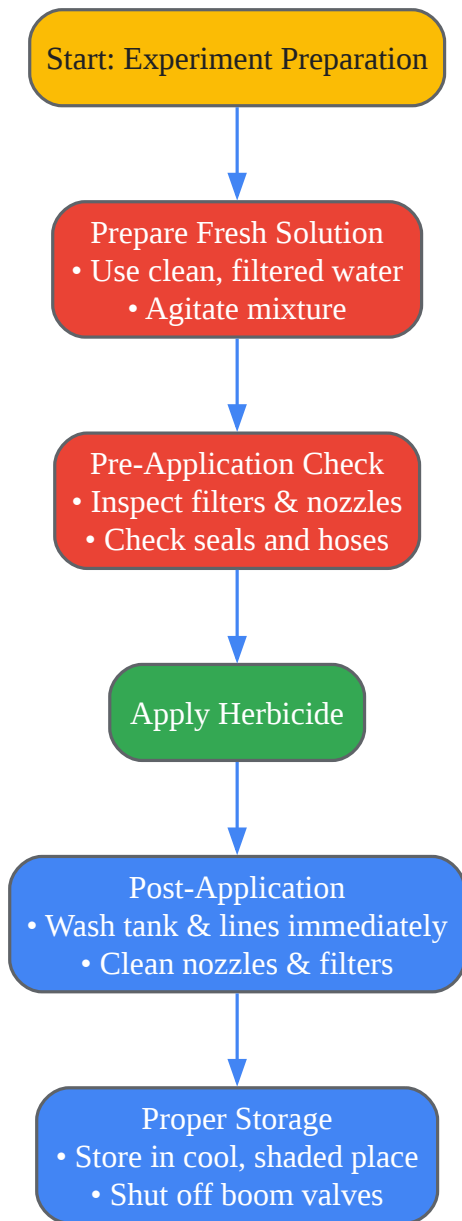 Start: Experiment Preparation
Prepare Fresh Solution
• Use clean, filtered water
• Agitate mixture
Pre-Application Check
• Inspect filters & nozzles
• Check seals and hoses
Apply Herbicide
Post-Application
• Wash tank & lines immediately
• Clean nozzles & filters
Proper Storage
• Store in cool, shaded place
• Shut off boom valves